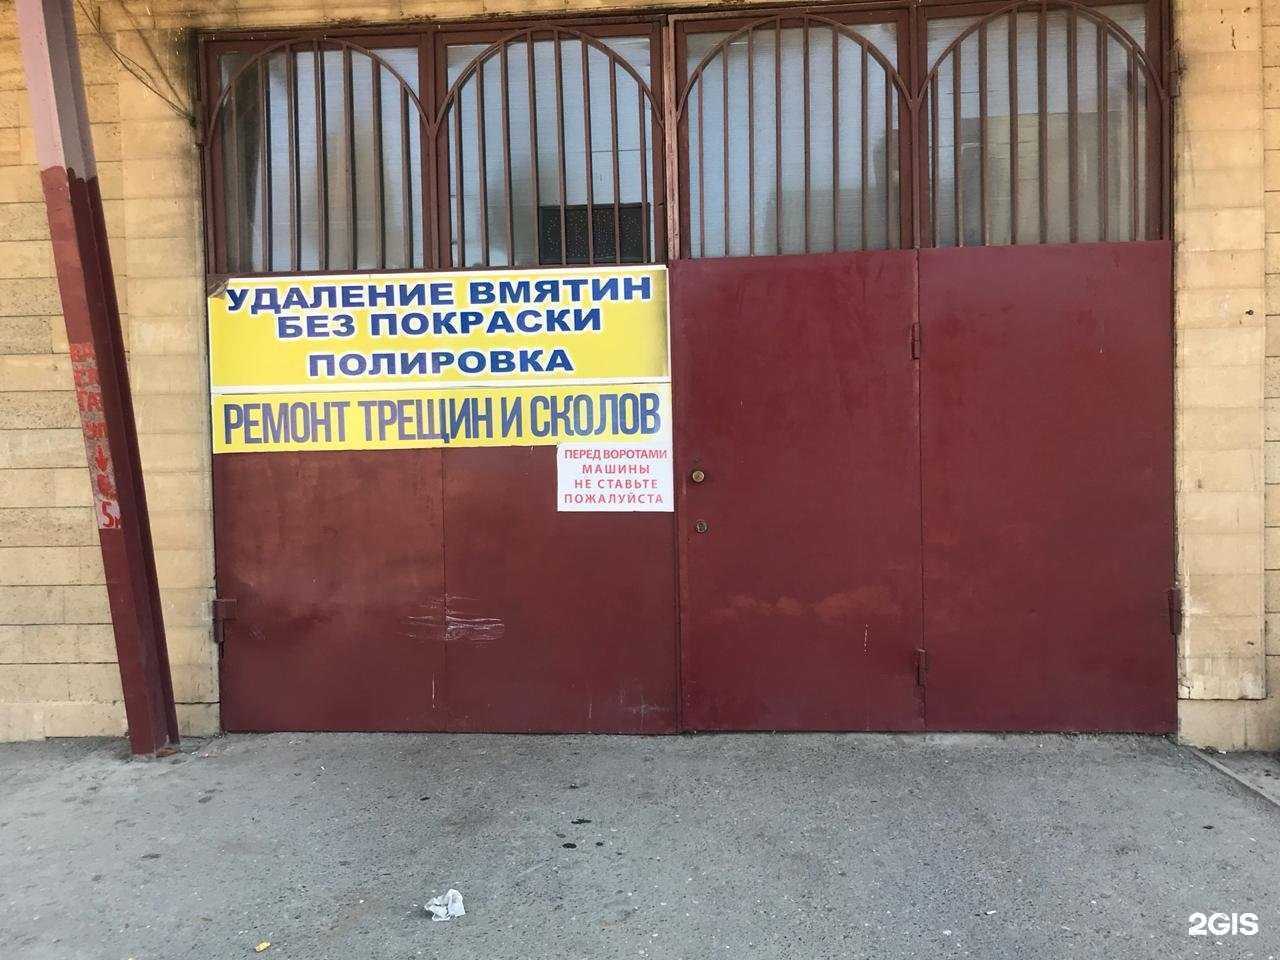 УДАЛЕНИЕ ВМЯТИН
БЕЗ ПОКРАСКИ
ПОЛИРОВКА
РЕМОНТ ТРЕЩИН И СКОЛОВ
ПЕРЕД ВОРОТАМИ
МАШИНЫ
НЕ СТАВЬТЕ
ПОЖАЛУЙСТА
2GIS